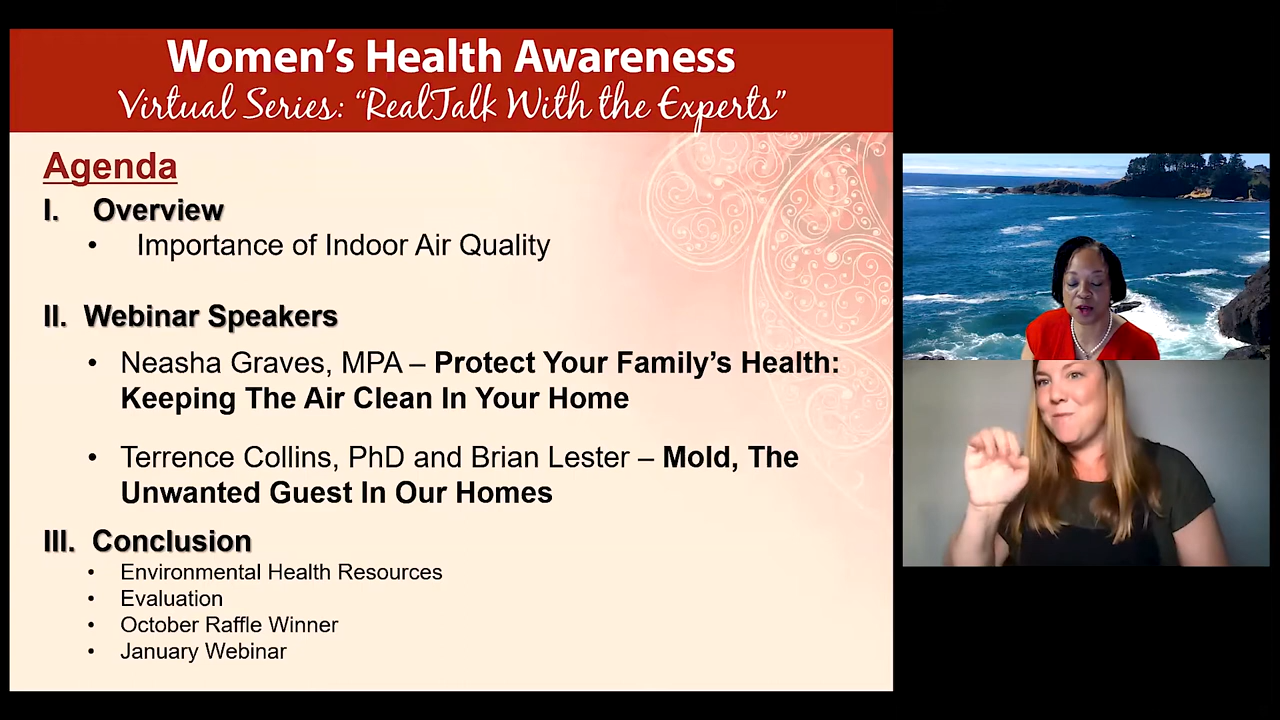 Women’s Health Awareness
Virtual Series: “RealTalk With the Experts”
Agenda
I. Overview
• Importance of Indoor Air Quality
II. Webinar Speakers
• Neasha Graves, MPA – Protect Your Family’s Health:
Keeping The Air Clean In Your Home
• Terrence Collins, PhD and Brian Lester – Mold, The
Unwanted Guest In Our Homes
III. Conclusion
• Environmental Health Resources
• Evaluation
• October Raffle Winner
• January Webinar